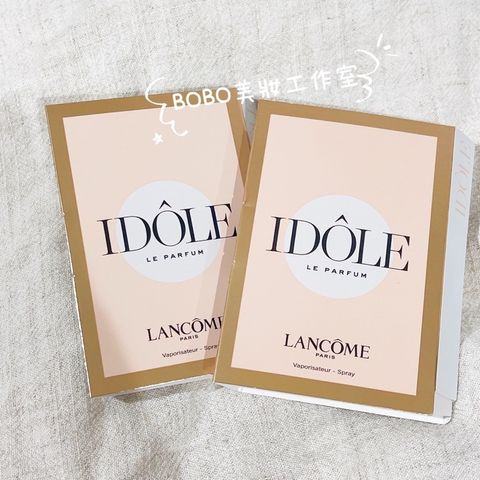 BOBO美妝工作室
IDÔLE
LE PARFUM
LANCÔME
PARIS
Vaporisateur - Spray
IDÔLE
LE PARFUM
LANCÔME
PARIS
Vaporisateur - Spray